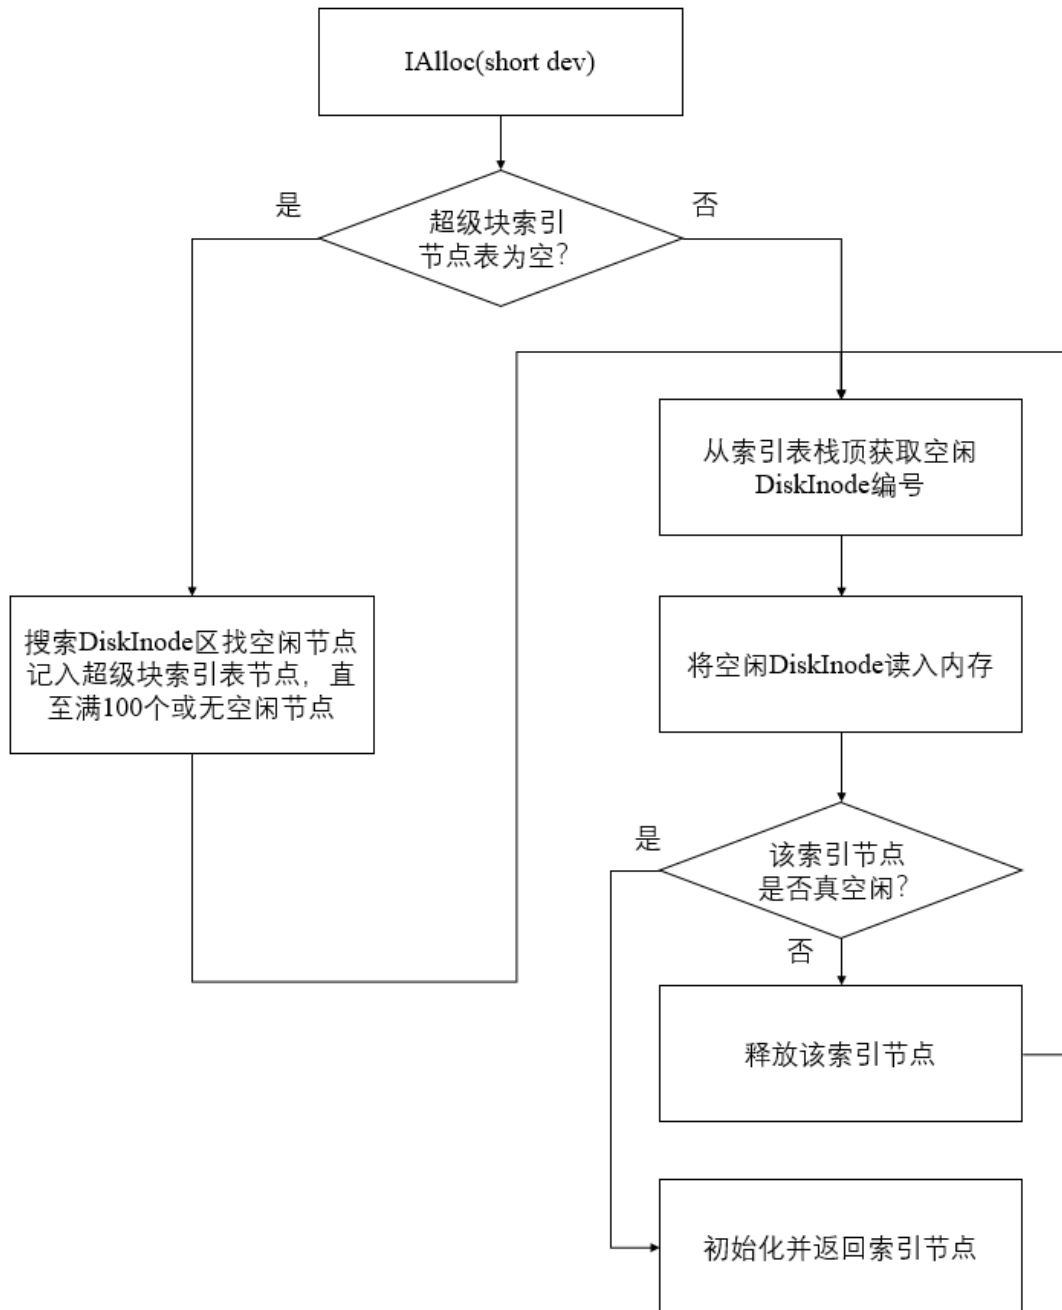 IAlloc(short dev)
是
否
超级块索引
节点表为空？
从索引表栈顶获取空闲
DiskInode编号
搜索DiskInode区找空闲节点
记入超级块索引表节点，直
至满100个或无空闲节点
将空闲DiskInode读入内存
是
该索引节点
是否真空闲？
否
释放该索引节点
初始化并返回索引节点